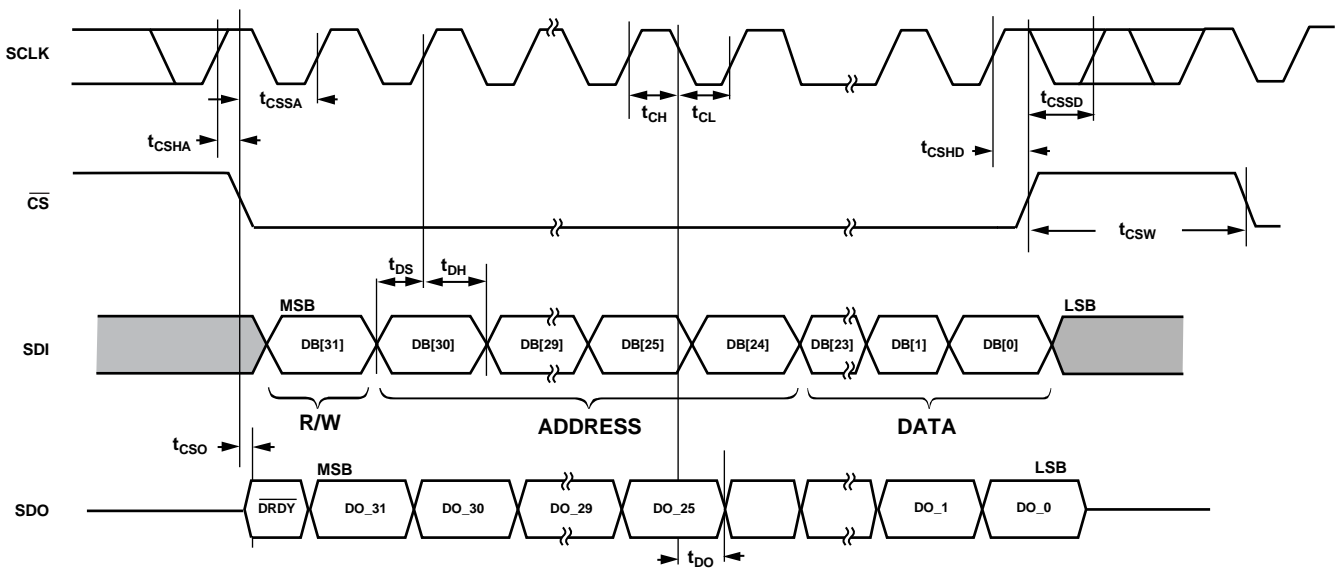 SCLK
tCSSA
tCSHA
tCH
tCL
tCSSD
tCSHD
CS
tCSW
tDS
tDH
MSB
LSB
SDI
DB[31]
DB[30]
DB[29]
DB[25]
DB[24]
DB[23]
DB[1]
DB[0]
R/W
ADDRESS
DATA
tCSO
MSB
LSB
SDO
DRDY
DO_31
DO_30
DO_29
DO_25
DO_1
DO_0
tDO